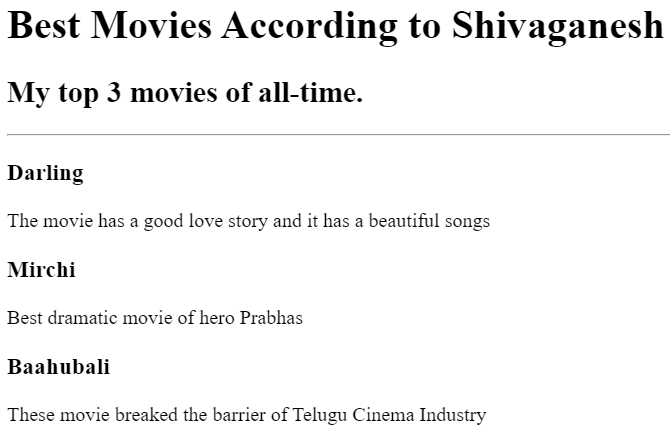 Best Movies According to Shivaganesh
My top 3 movies of all-time.
Darling
The movie has a good love story and it has a beautiful songs
Mirchi
Best dramatic movie of hero Prabhas
Baahubali
These movie breaked the barrier of Telugu Cinema Industry